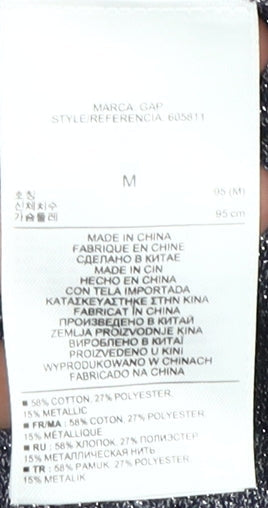 MARCA: GAP
STYLE/REFERENCIA: 605811
M
호칭 95 (M)
신체치수
가슴둘레 95 cm
MADE IN CHINA
FABRIQUE EN CHINE
СДЕЛАНО В КИТАЕ
MADE IN CIN
HECHO EN CHINA
CON TELA IMPORTADA
ΚΑΤΑΣΚΕΥΑΣΤΗΚΕ ΣΤΗΝ ΚΙΝΑ
FABRICAT ÎN CHINA
ПРОИЗВЕДЕНО В КИТАЙ
ZEMLJA PROIZVODNJE KINA
ВИРОБЛЕНО В КИТАЇ
PROIZVEDENO U KINI
WYPRODUKOWANO W CHINACH
FABRICADO NA CHINA
■ 58% COTTON, 27% POLYESTER,
15% METALLIC
■ FR/MA : 58% COTON, 27% POLYESTER,
15% MÉTALLIQUE
■ RU : 58% ХЛОПОК, 27% ПОЛИЭСТЕР,
15% МЕТАЛЛИЧЕСКАЯ НИТЬ
■ TR : 58% PAMUK, 27% POLYESTER,
15% METALİK